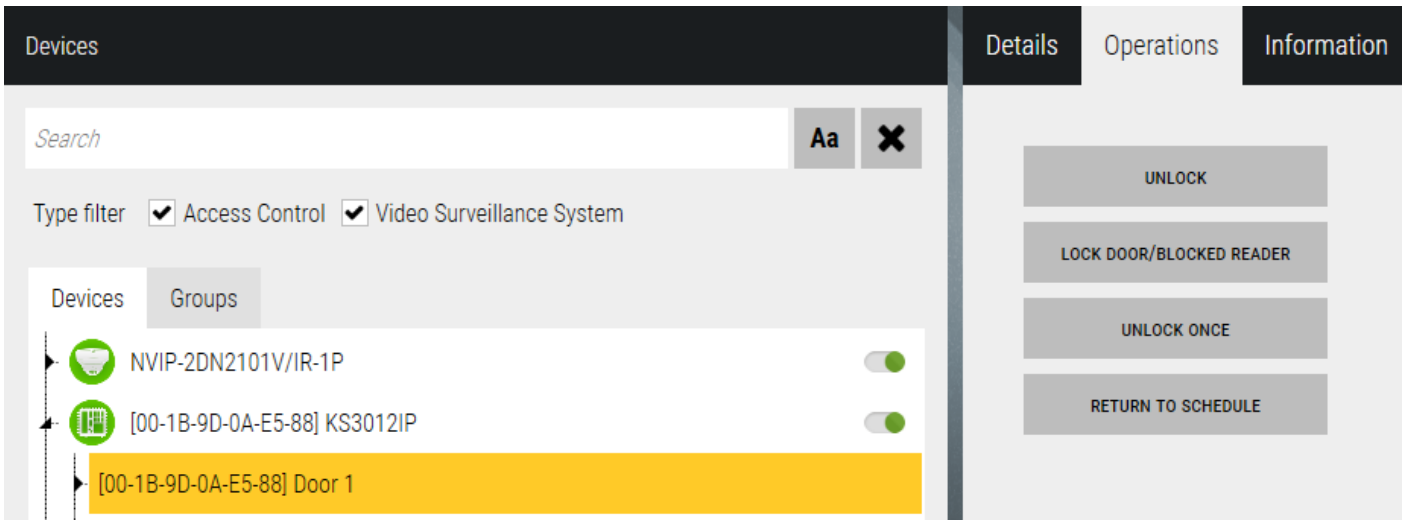 Devices
Details Operations Information
Search
Aa
UNLOCK
Type filter Access Control Video Surveillance System
LOCK DOOR/BLOCKED READER
Devices Groups
UNLOCK ONCE
NVIP-2DN2101V/IR-1P
RETURN TO SCHEDULE
[00-1B-9D-0A-E5-88] KS3012IP
[00-1B-9D-0A-E5-88] Door 1